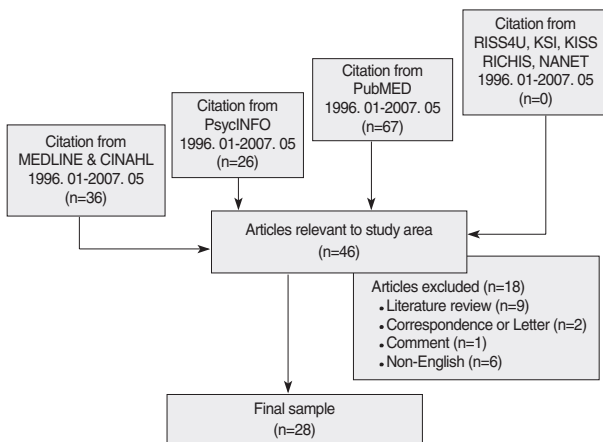 Citation from
MEDLINE & CINAHL
1996. 01-2007. 05
(n=36)
Citation from
PsycINFO
1996. 01-2007. 05
(n=26)
Citation from
PubMED
1996. 01-2007. 05
(n=67)
Citation from
RISS4U, KSI, KISS
RICHIS, NANET
1996. 01-2007. 05
(n=0)
Articles relevant to study area
(n=46)
Articles excluded (n=18)
• Literature review (n=9)
• Correspondence or Letter (n=2)
• Comment (n=1)
• Non-English (n=6)
Final sample
(n=28)